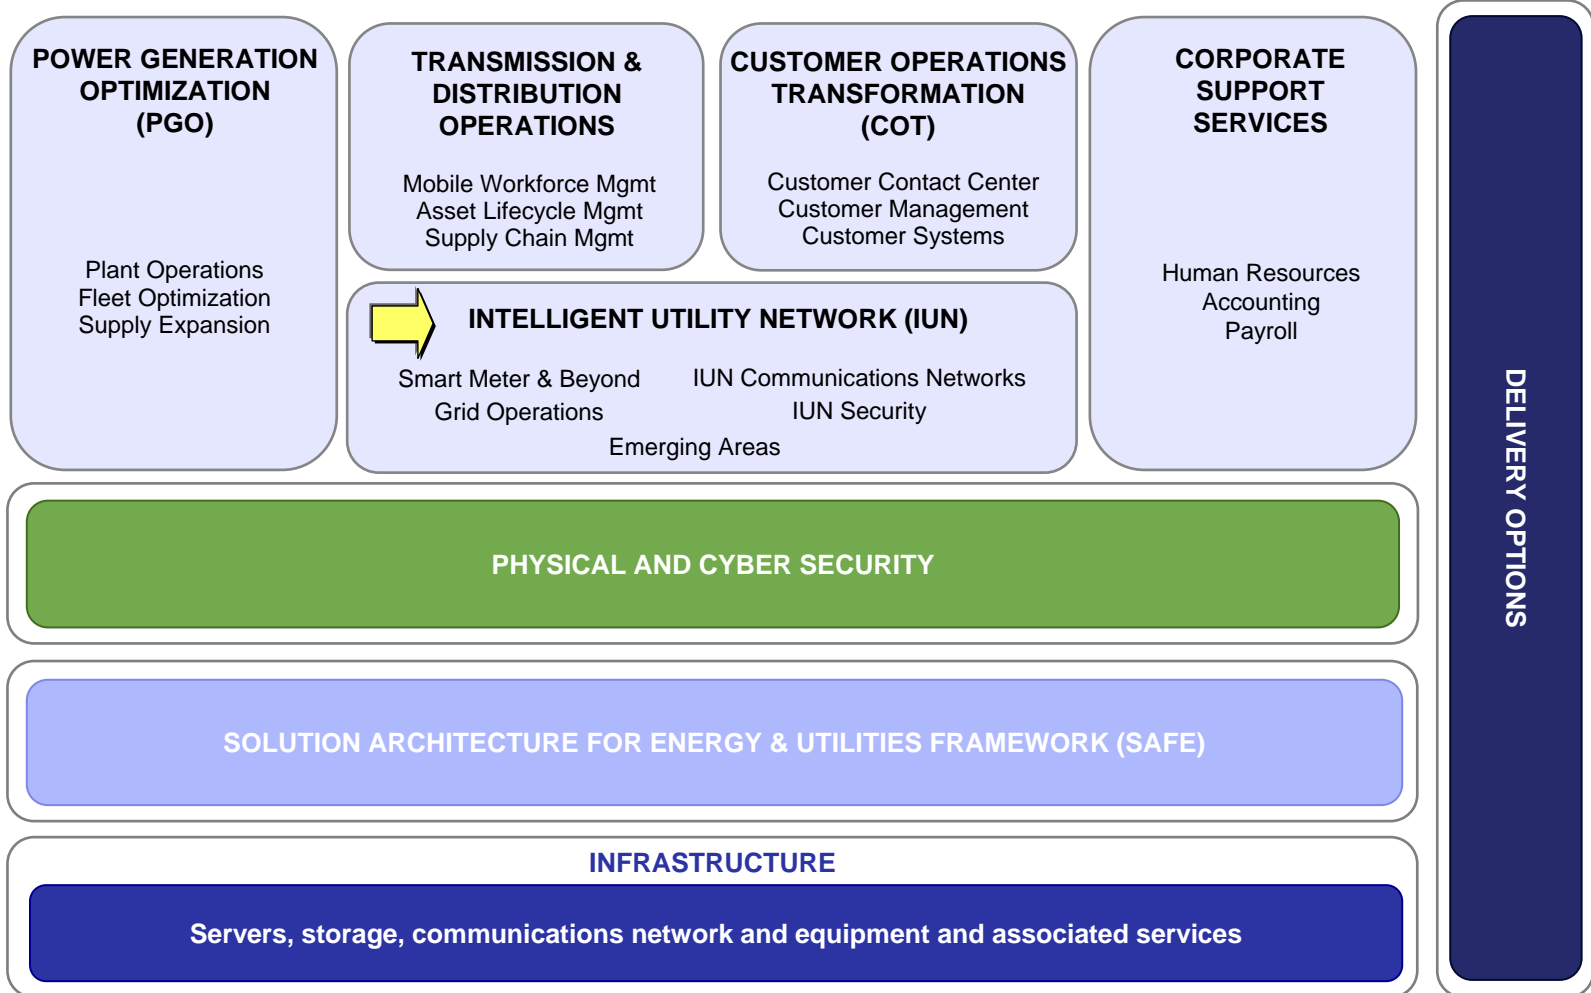 POWER GENERATION
OPTIMIZATION
(PGO)
Plant Operations
Fleet Optimization
Supply Expansion
TRANSMISSION &
DISTRIBUTION
OPERATIONS
Mobile Workforce Mgmt
Asset Lifecycle Mgmt
Supply Chain Mgmt
CUSTOMER OPERATIONS
TRANSFORMATION
(COT)
Customer Contact Center
Customer Management
Customer Systems
CORPORATE
SUPPORT
SERVICES
Human Resources
Accounting
Payroll
INTELLIGENT UTILITY NETWORK (IUN)
Smart Meter & Beyond
Grid Operations
IUN Communications Networks
IUN Security
Emerging Areas
PHYSICAL AND CYBER SECURITY
SOLUTION ARCHITECTURE FOR ENERGY & UTILITIES FRAMEWORK (SAFE)
INFRASTRUCTURE
Servers, storage, communications network and equipment and associated services
DELIVERY OPTIONS